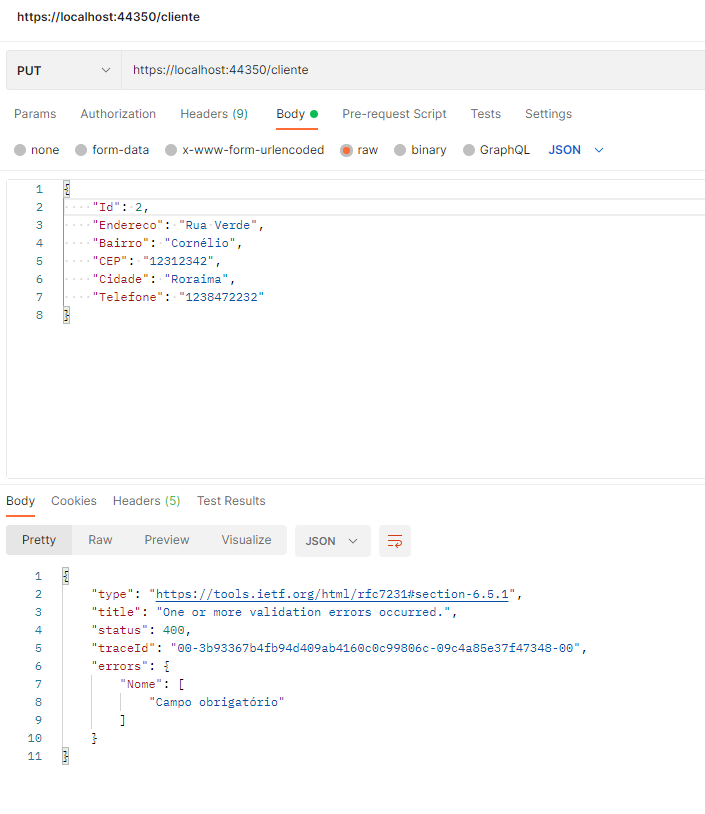 https://localhost:44350/cliente
PUT https://localhost:44350/cliente
Params Authorization Headers (9) Body Pre-request Script Tests Settings
none form-data x-www-form-urlencoded raw binary GraphQL JSON
1 {
2 "Id": 2,
3 "Endereco": "Rua Verde",
4 "Bairro": "Cornélio",
5 "CEP": "12312342",
6 "Cidade": "Roraima",
7 "Telefone": "1238472232"
8 }
Body Cookies Headers (5) Test Results
Pretty Raw Preview Visualize JSON
1 {
2 "type": "https://tools.ietf.org/html/rfc7231#section-6.5.1",
3 "title": "One or more validation errors occurred.",
4 "status": 400,
5 "traceId": "00-3b93367b4fb94d409ab4160c0c99806c-09c4a85e37f47348-00",
6 "errors": {
7 "Nome": [
8 "Campo obrigatório"
9 ]
10 }
11 }